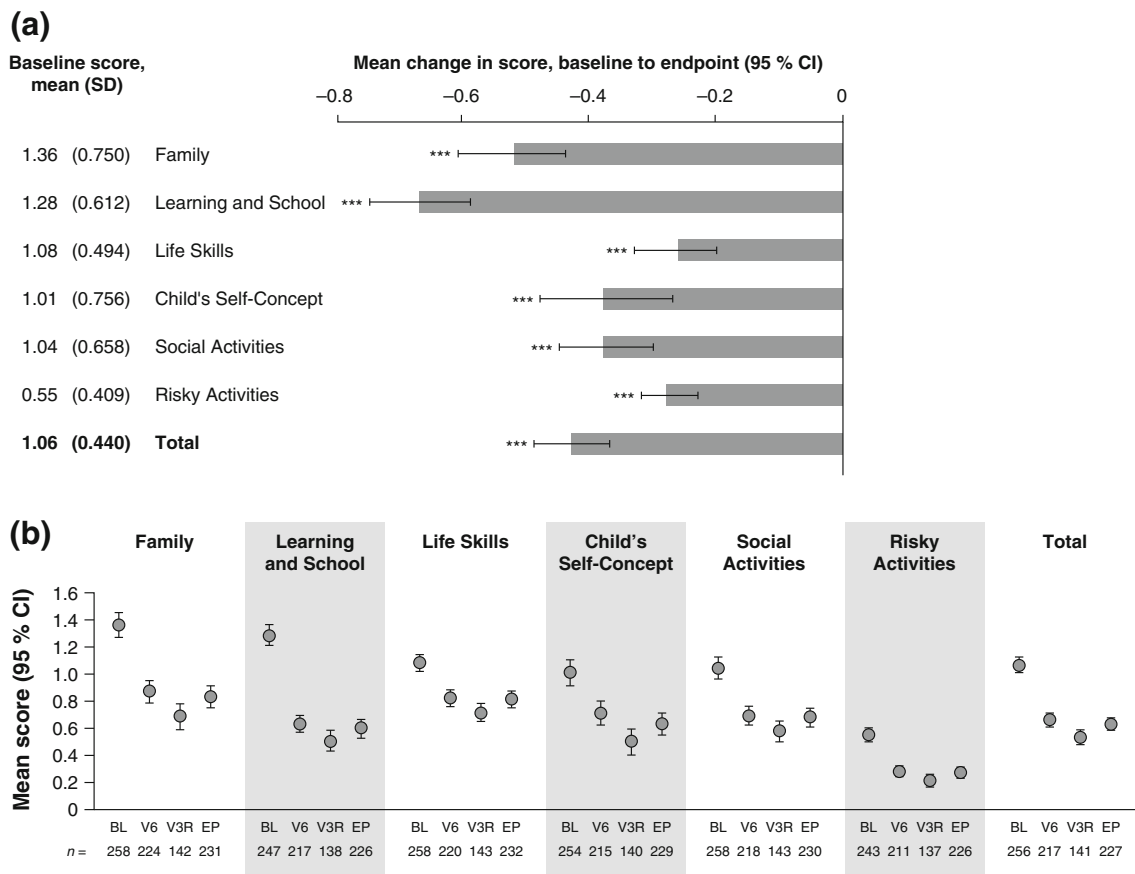 (a)
Baseline score, mean (SD)
Mean change in score, baseline to endpoint (95 % CI)
–0.8 –0.6 –0.4 –0.2 0
1.36 (0.750) Family ***
1.28 (0.612) Learning and School ***
1.08 (0.494) Life Skills ***
1.01 (0.756) Child's Self-Concept ***
1.04 (0.658) Social Activities ***
0.55 (0.409) Risky Activities ***
1.06 (0.440) Total ***
(b)
Family
Learning and School
Life Skills
Child's Self-Concept
Social Activities
Risky Activities
Total
Mean score (95 % CI)
1.6
1.4
1.2
1.0
0.8
0.6
0.4
0.2
0
BL V6 V3R EP BL V6 V3R EP BL V6 V3R EP BL V6 V3R EP BL V6 V3R EP BL V6 V3R EP BL V6 V3R EP
n = 258 224 142 231 247 217 138 226 258 220 143 232 254 215 140 229 258 218 143 230 243 211 137 226 256 217 141 227